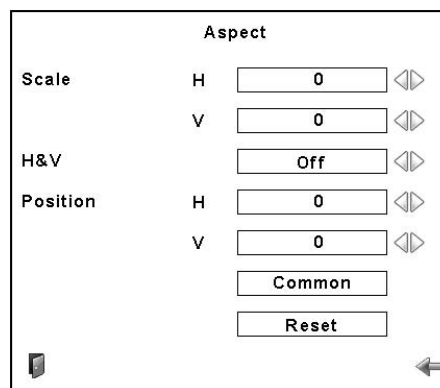 Aspect
Scale H 0
V 0
H&V Off
Position H 0
V 0
Common
Reset